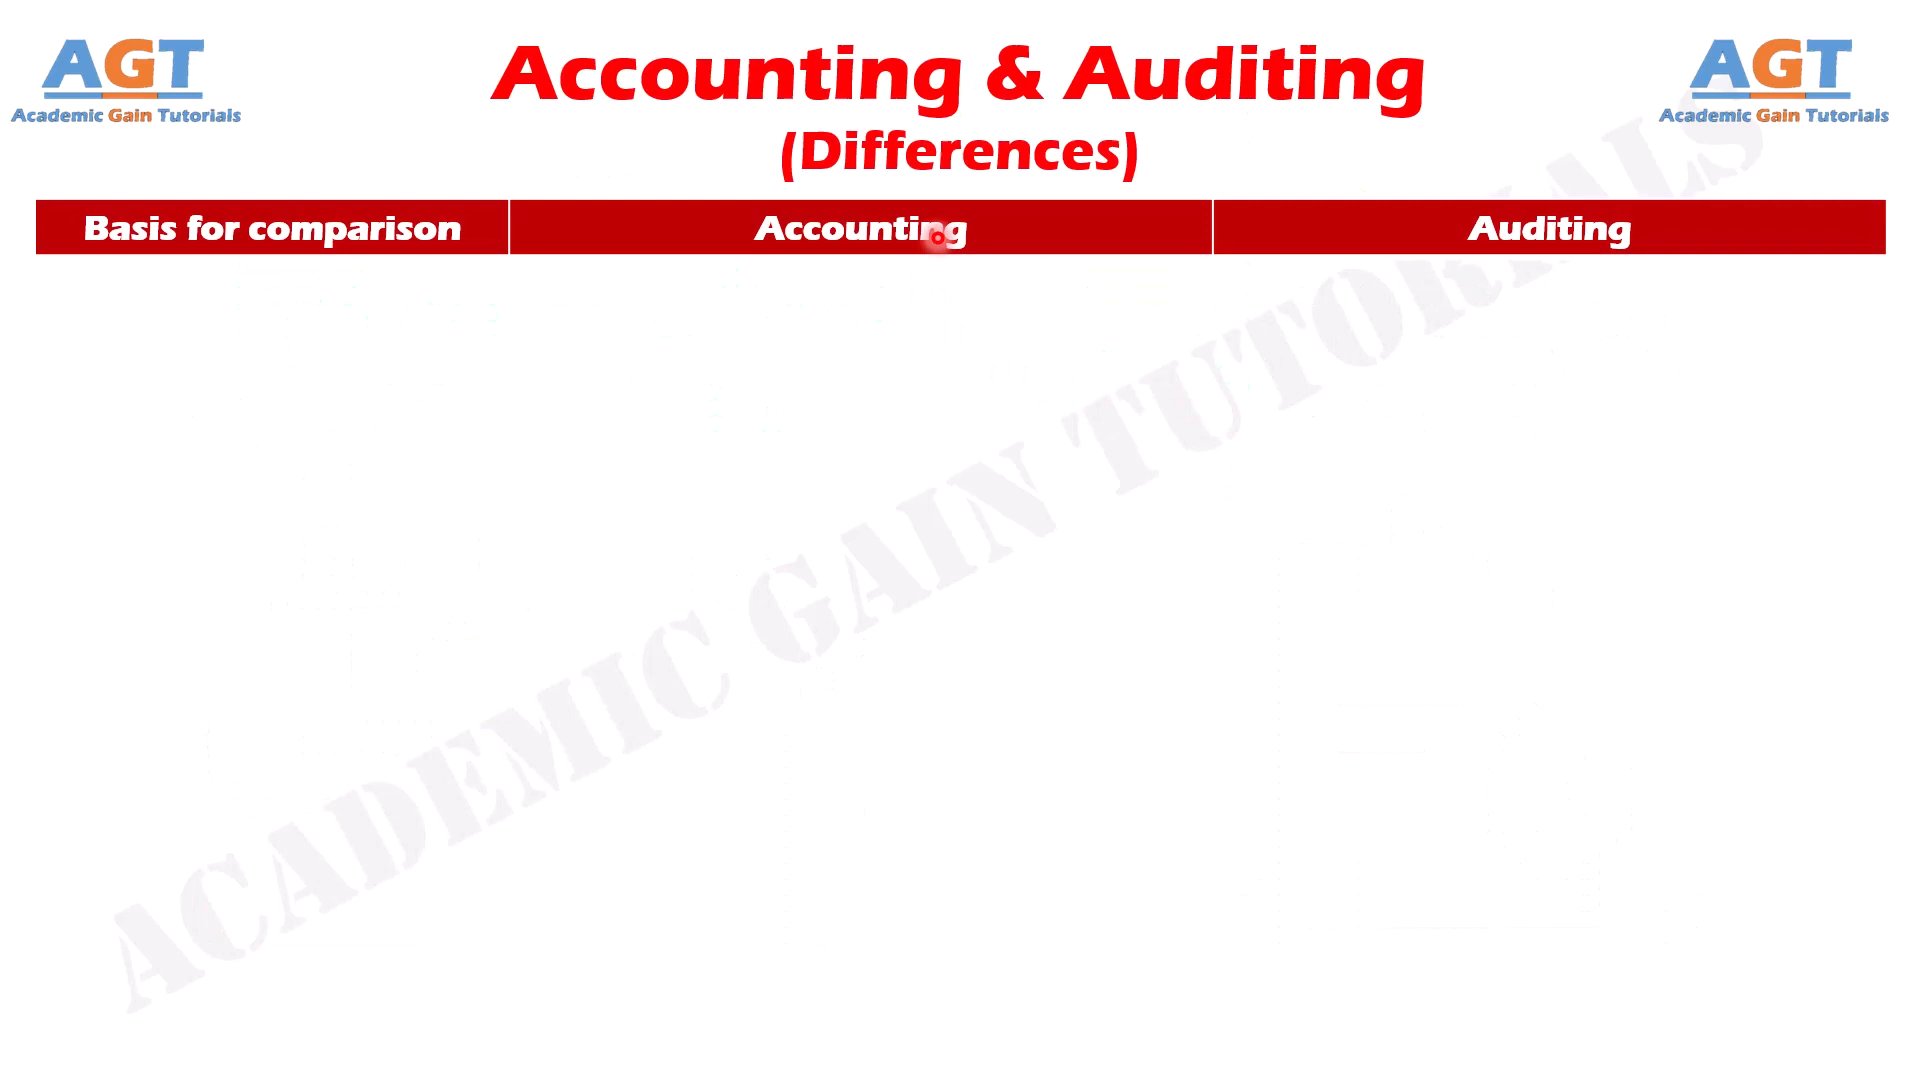 AGT
Academic Gain Tutorials
Accounting & Auditing
(Differences)
AGT
Academic Gain Tutorials
Basis for comparison Accounting Auditing
ACADEMIC GAIN TUTORIALS